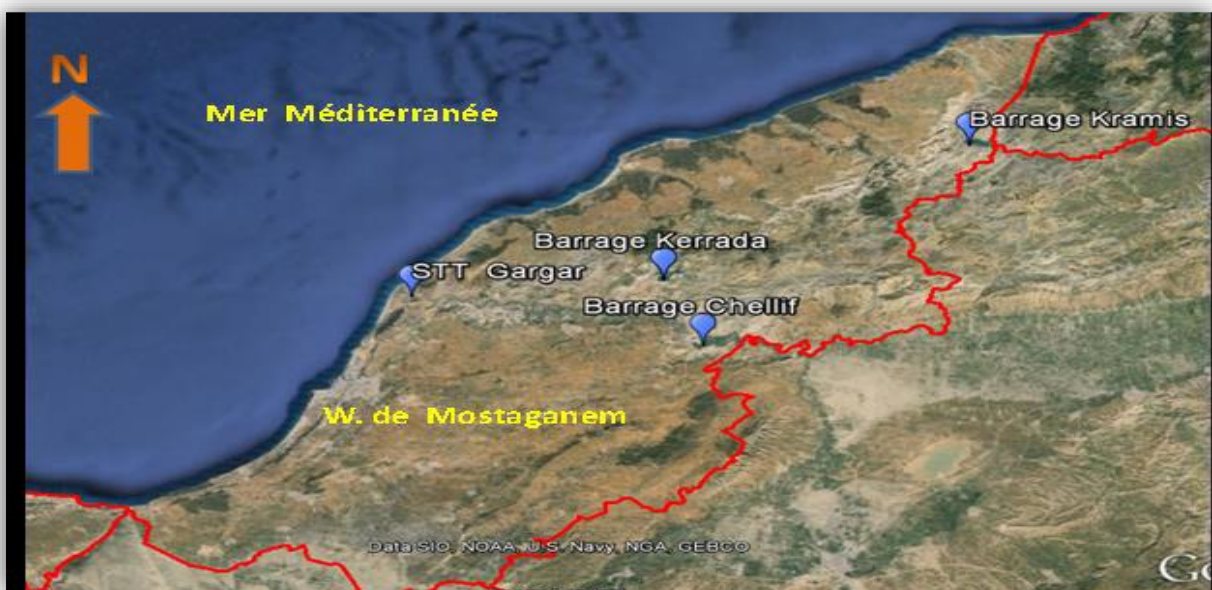 N
Mer Méditerranée
Barrage Kramis
Barrage Kerrada
STT Gargar
Barrage Chellif
W. de Mostaganem
Data SIO, NOAA, U.S. Navy, NGA, GEBCO